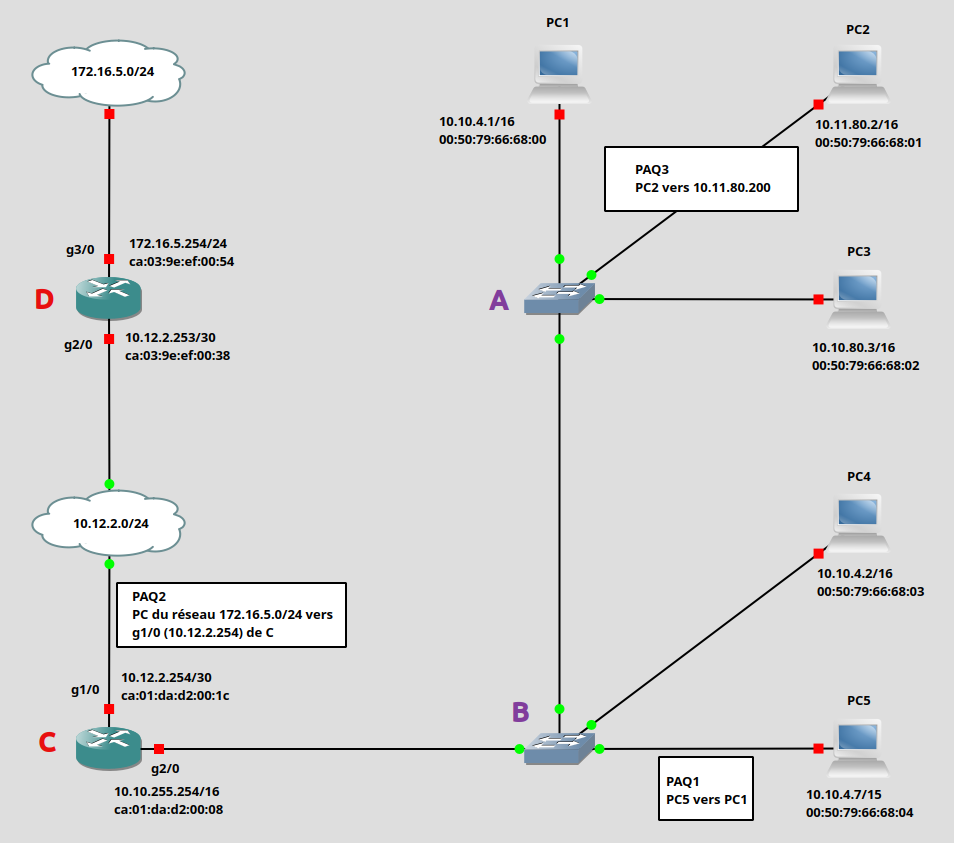 172.16.5.0/24
g3/0
172.16.5.254/24
ca:03:9e:ef:00:54
D
g2/0
10.12.2.253/30
ca:03:9e:ef:00:38
10.12.2.0/24
PAQ2
PC du réseau 172.16.5.0/24 vers
g1/0 (10.12.2.254) de C
g1/0
10.12.2.254/30
ca:01:da:d2:00:1c
C
g2/0
10.10.255.254/16
ca:01:da:d2:00:08
PC1
10.10.4.1/16
00:50:79:66:68:00
PC2
10.11.80.2/16
00:50:79:66:68:01
PAQ3
PC2 vers 10.11.80.200
A
PC3
10.10.80.3/16
00:50:79:66:68:02
PC4
10.10.4.2/16
00:50:79:66:68:03
B
PC5
10.10.4.7/15
00:50:79:66:68:04
PAQ1
PC5 vers PC1